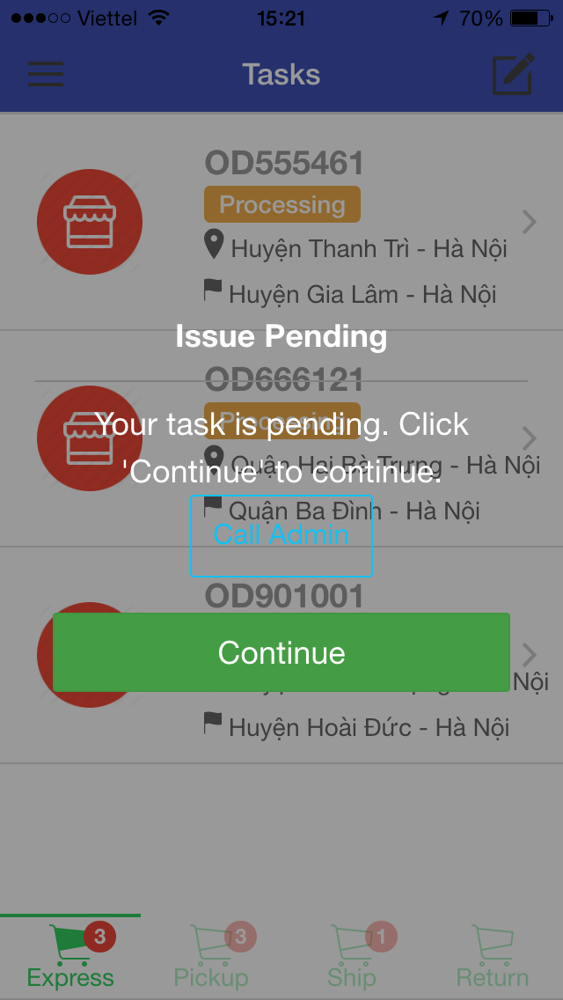 Viettel 15:21 70%
Tasks
OD555461
Processing
Huyện Thanh Trì - Hà Nội
Huyện Gia Lâm - Hà Nội
Issue Pending
OD666121
Processing
Your task is pending. Click
Quận Hai Bà Trưng - Hà Nội
'Continue' to continue.
Quận Ba Đình - Hà Nội
Call Admin
OD901001
Continue
Nội
Huyện Hoài Đức - Hà Nội
3 3 1
Express Pickup Ship Return